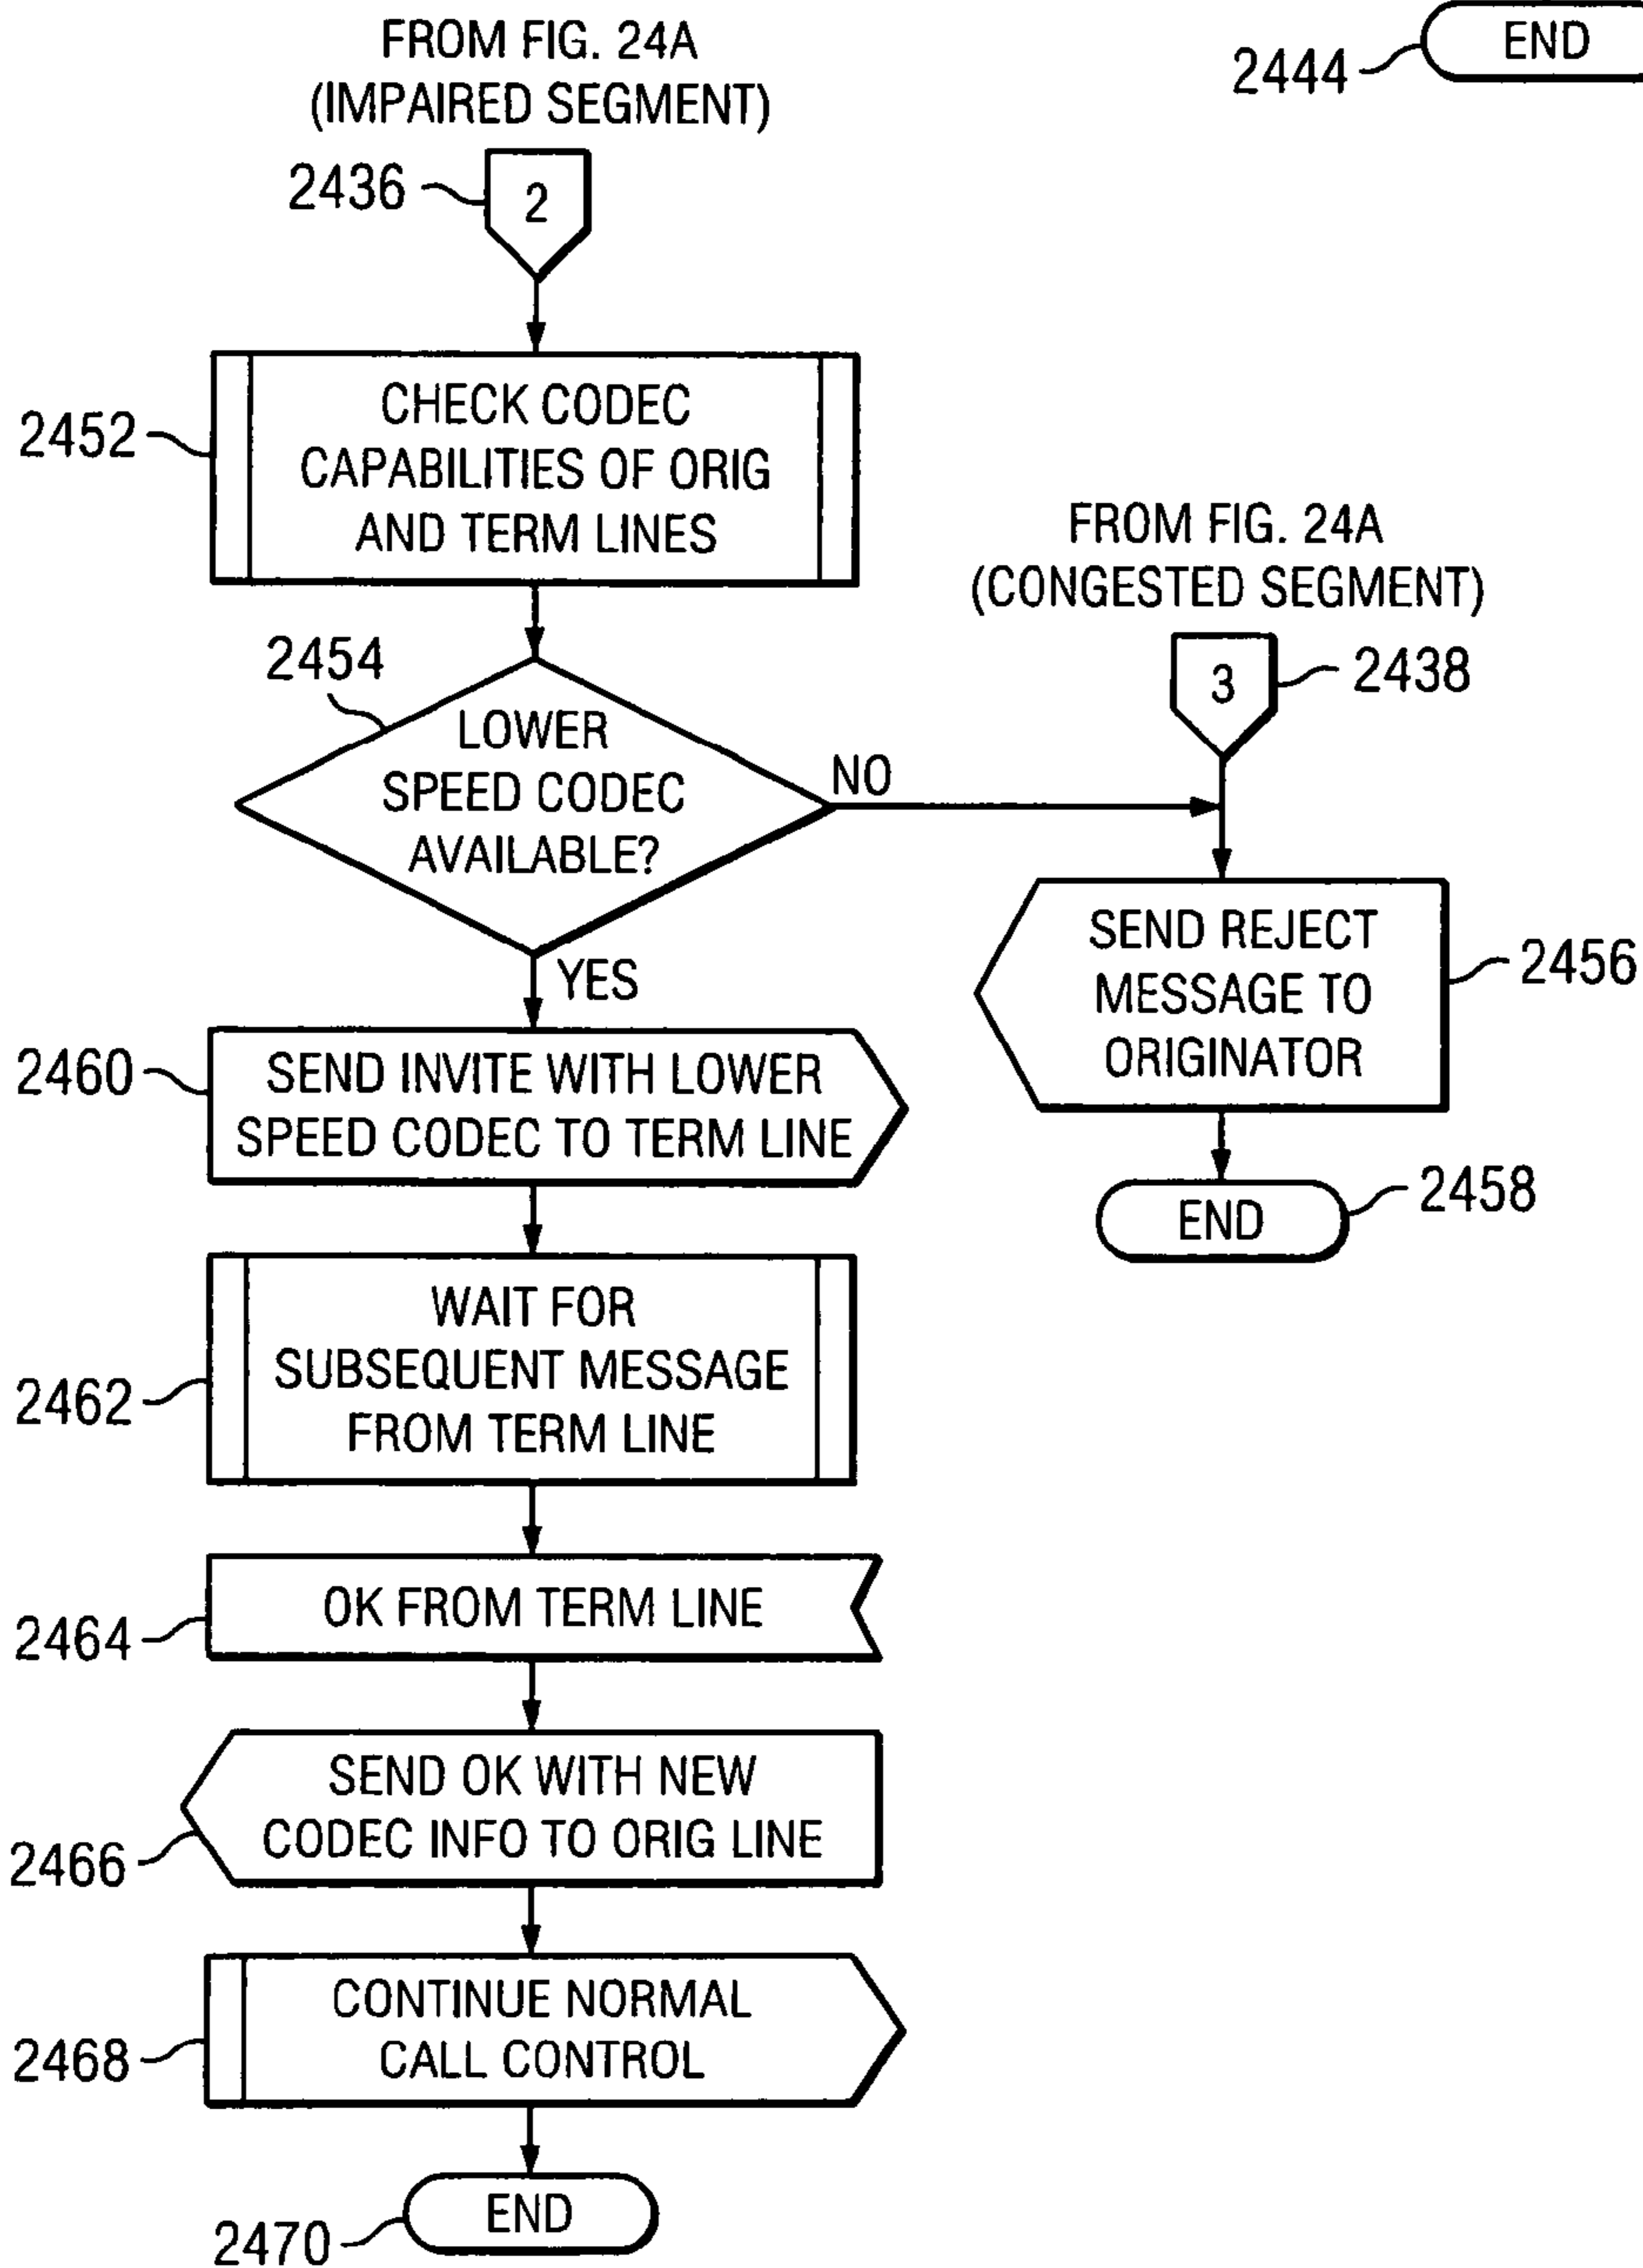 FROM FIG. 24A
(IMPAIRED SEGMENT)
2444
END
2436
2
2452
CHECK CODEC
CAPABILITIES OF ORIG
AND TERM LINES
FROM FIG. 24A
(CONGESTED SEGMENT)
2454
LOWER
SPEED CODEC
AVAILABLE?
NO
3
2438
YES
SEND REJECT
MESSAGE TO
ORIGINATOR
2456
2460
SEND INVITE WITH LOWER
SPEED CODEC TO TERM LINE
END
2458
2462
WAIT FOR
SUBSEQUENT MESSAGE
FROM TERM LINE
2464
OK FROM TERM LINE
2466
SEND OK WITH NEW
CODEC INFO TO ORIG LINE
2468
CONTINUE NORMAL
CALL CONTROL
2470
END